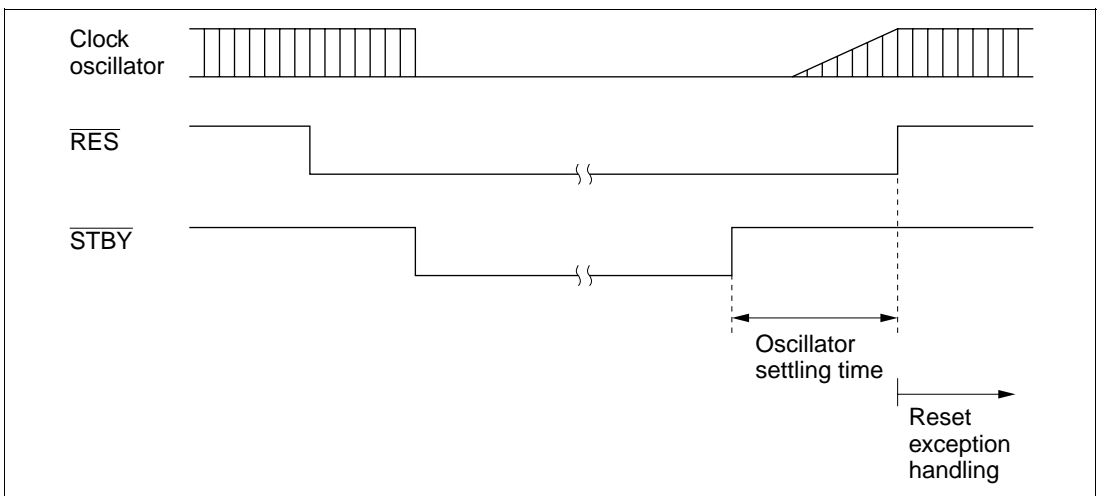 Clock
oscillator
RES
STBY
Oscillator
settling time
Reset
exception
handling